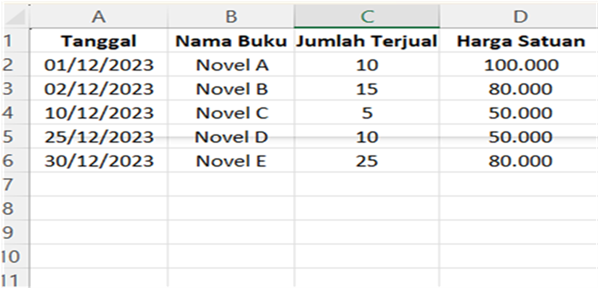 A B C D
1 Tanggal Nama Buku Jumlah Terjual Harga Satuan
2 01/12/2023 Novel A 10 100.000
3 02/12/2023 Novel B 15 80.000
4 10/12/2023 Novel C 5 50.000
5 25/12/2023 Novel D 10 50.000
6 30/12/2023 Novel E 25 80.000
7
8
9
10
11